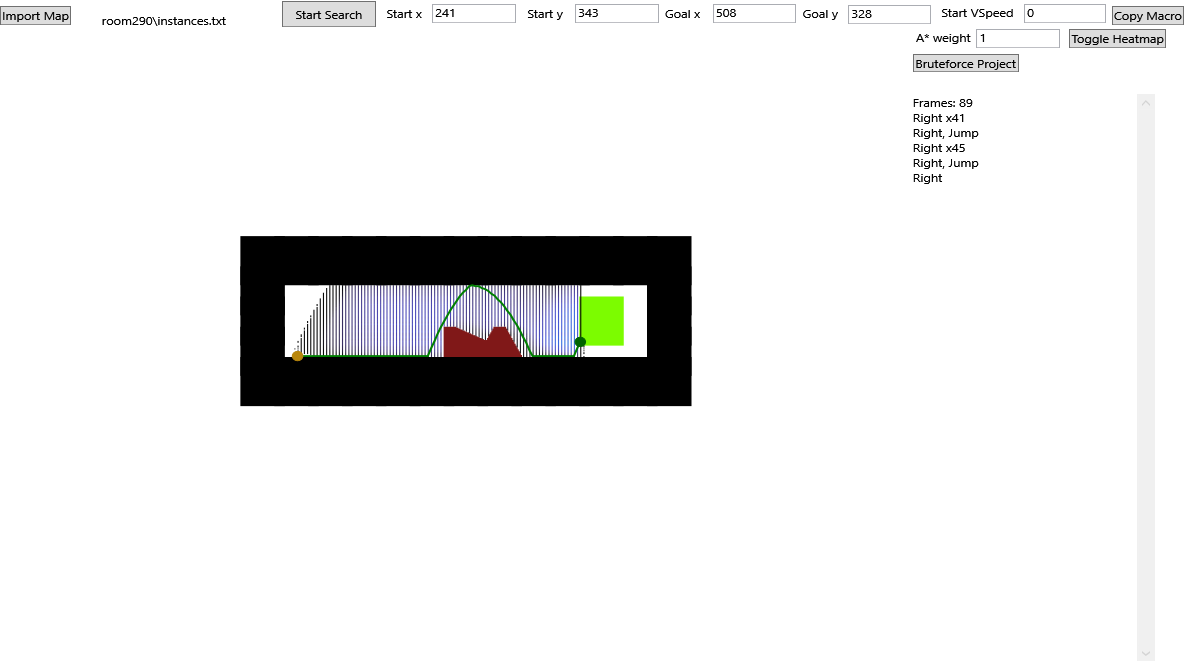 Import Map
room290\instances.txt
Start Search
Start x 241
Start y 343
Goal x 508
Goal y 328
Start VSpeed 0
Copy Macro
A* weight 1
Toggle Heatmap
Bruteforce Project
Frames: 89
Right x41
Right, Jump
Right x45
Right, Jump
Right